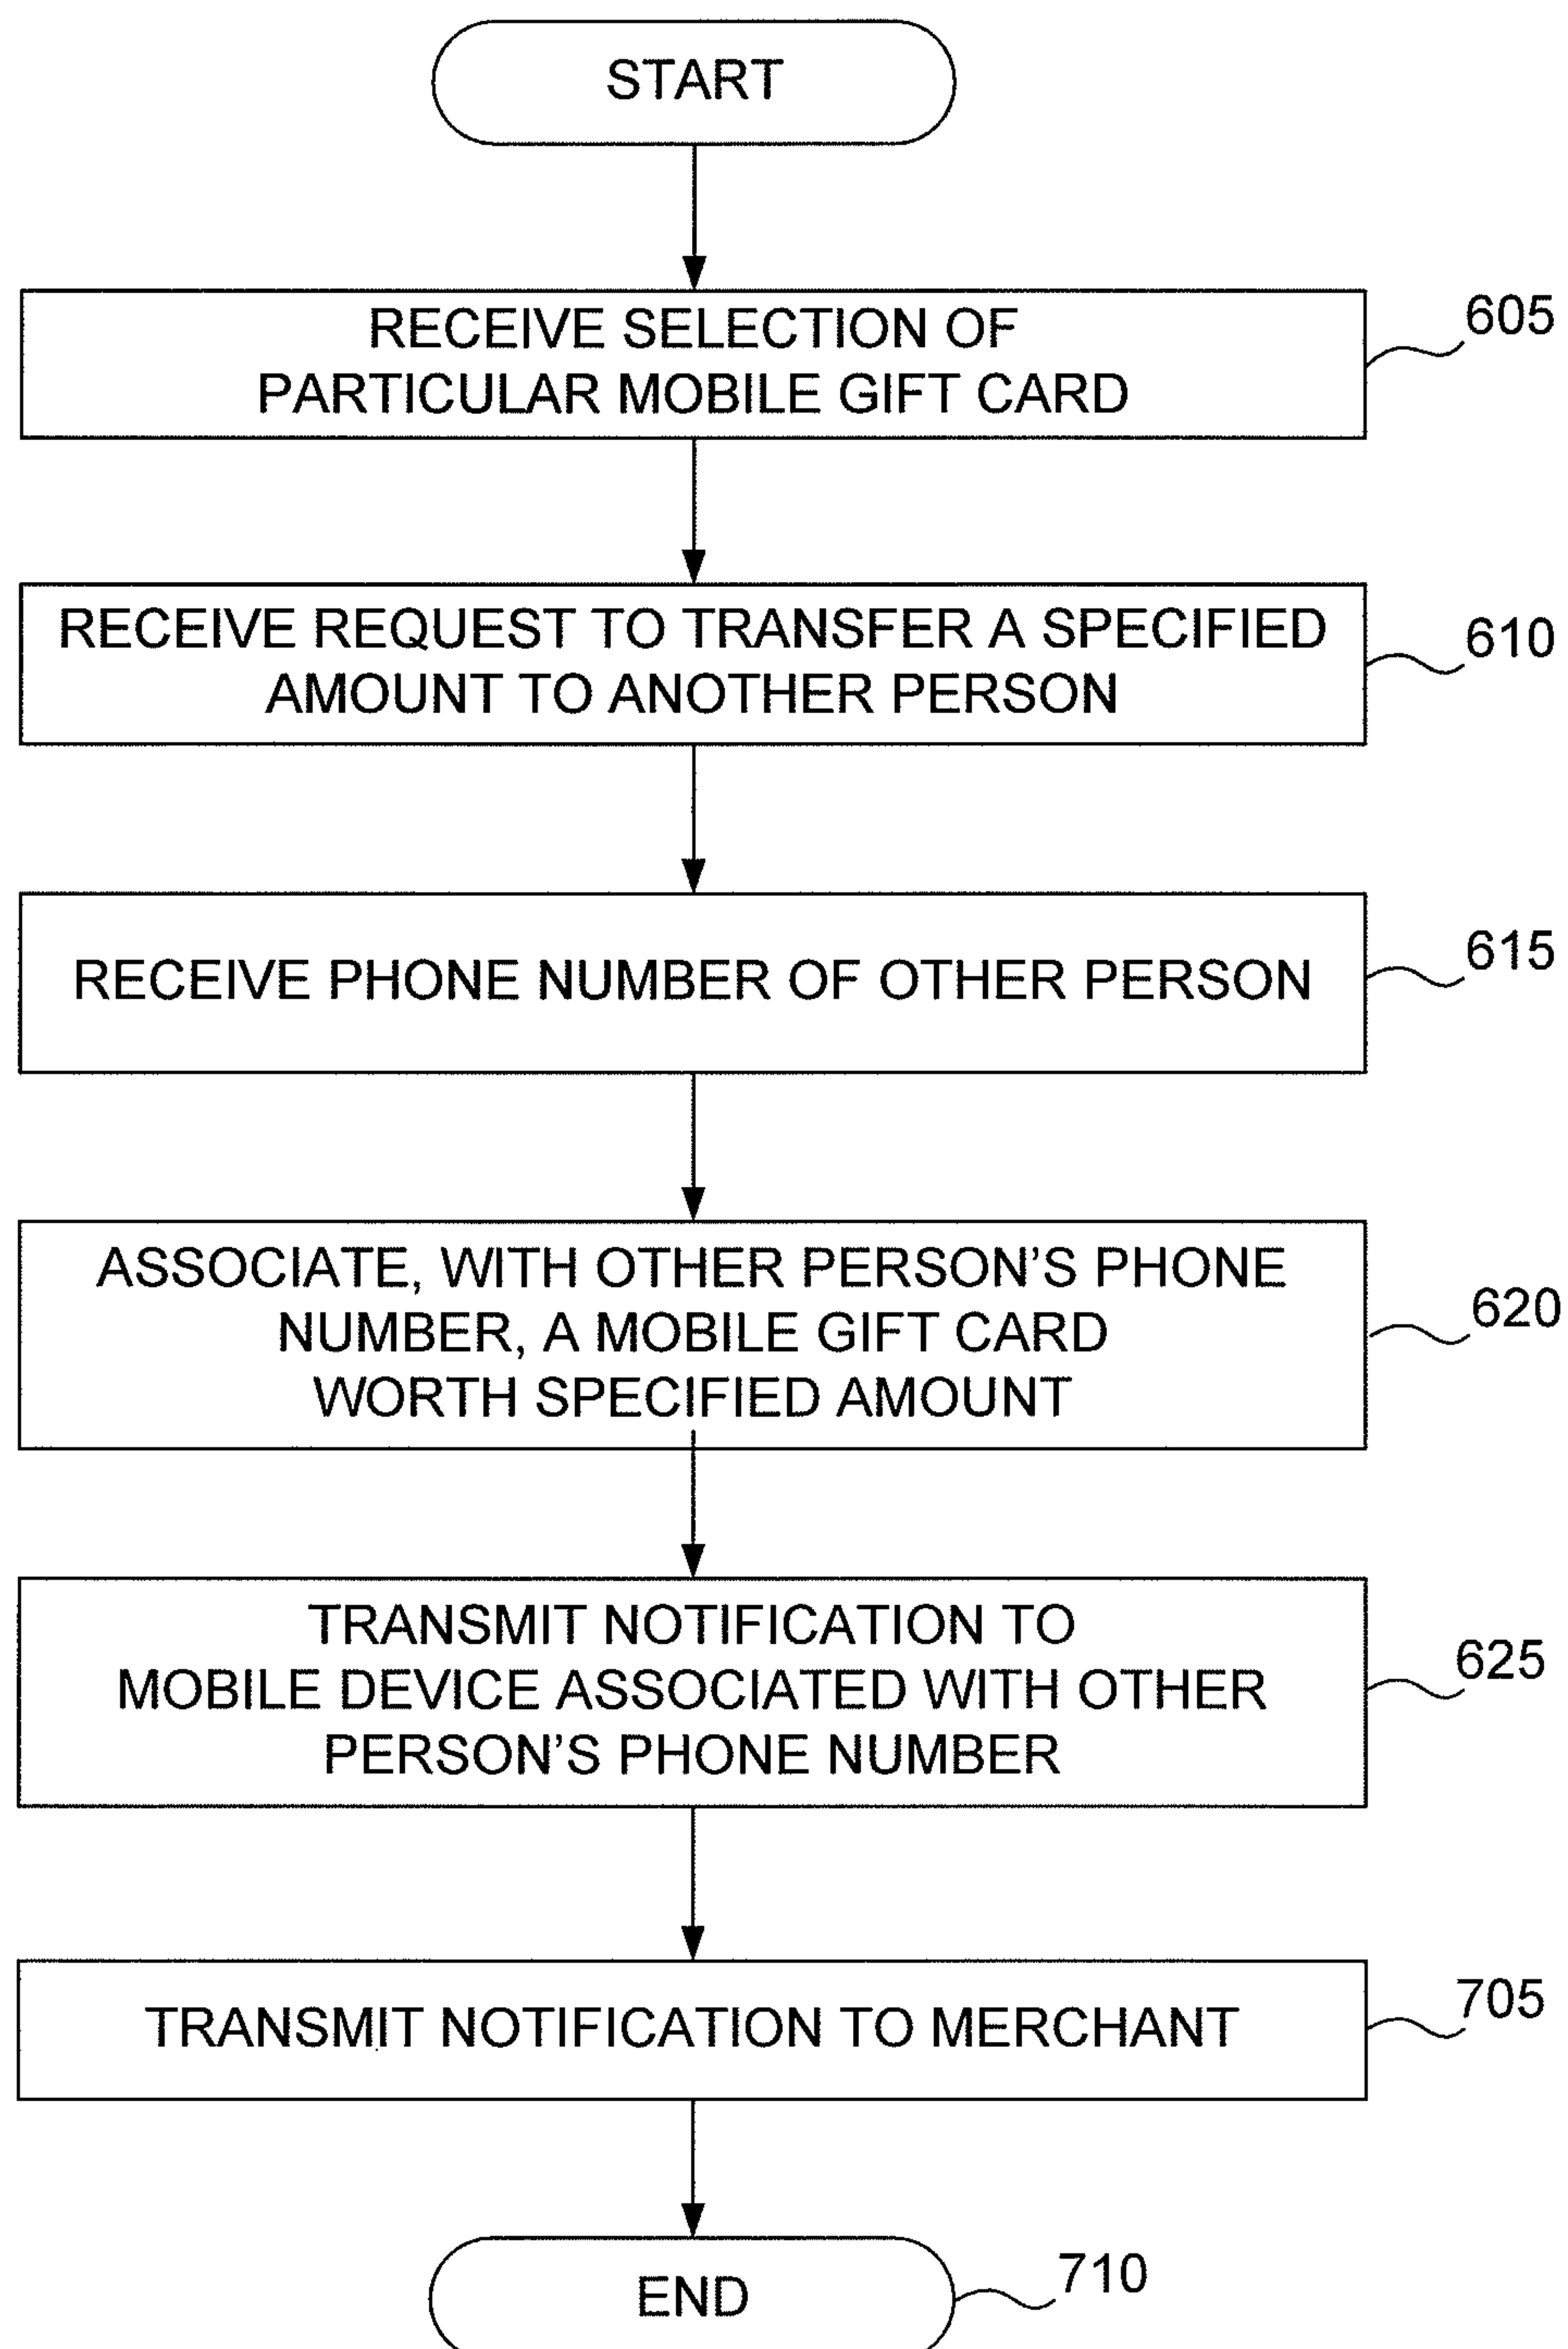 START
RECEIVE SELECTION OF
PARTICULAR MOBILE GIFT CARD
605
RECEIVE REQUEST TO TRANSFER A SPECIFIED
AMOUNT TO ANOTHER PERSON
610
RECEIVE PHONE NUMBER OF OTHER PERSON
615
ASSOCIATE, WITH OTHER PERSON’S PHONE
NUMBER, A MOBILE GIFT CARD
WORTH SPECIFIED AMOUNT
620
TRANSMIT NOTIFICATION TO
MOBILE DEVICE ASSOCIATED WITH OTHER
PERSON’S PHONE NUMBER
625
TRANSMIT NOTIFICATION TO MERCHANT
705
END
710